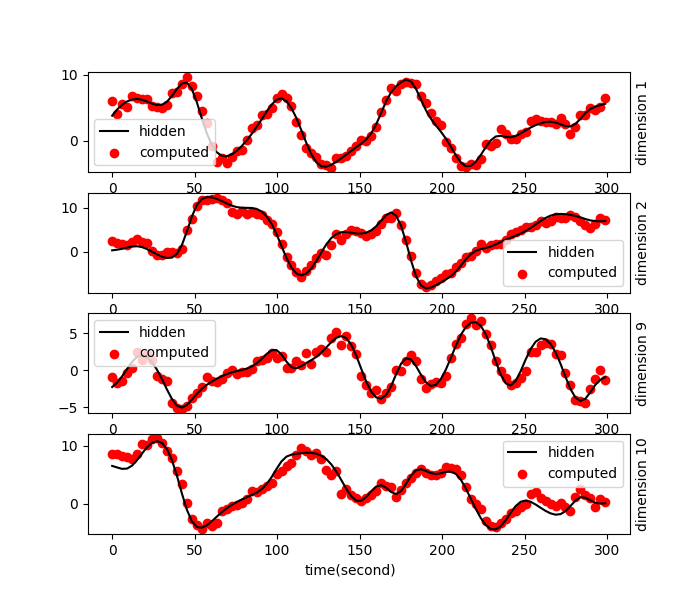 10
0
hidden
computed
dimension 1
0 50 100 150 200 250 300
10
0
hidden
computed
dimension 2
0 50 100 150 200 250 300
5
0
−5
hidden
computed
dimension 9
0 50 100 150 200 250 300
10
0
hidden
computed
dimension 10
0 50 100 150 200 250 300
time(second)